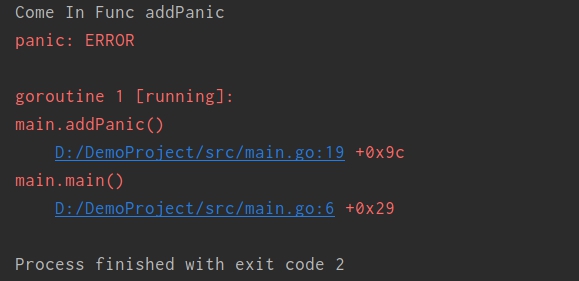 Come In Func addPanic
panic: ERROR
goroutine 1 [running]:
main.addPanic()
D:/DemoProject/src/main.go:19 +0x9c
main.main()
D:/DemoProject/src/main.go:6 +0x29
Process finished with exit code 2